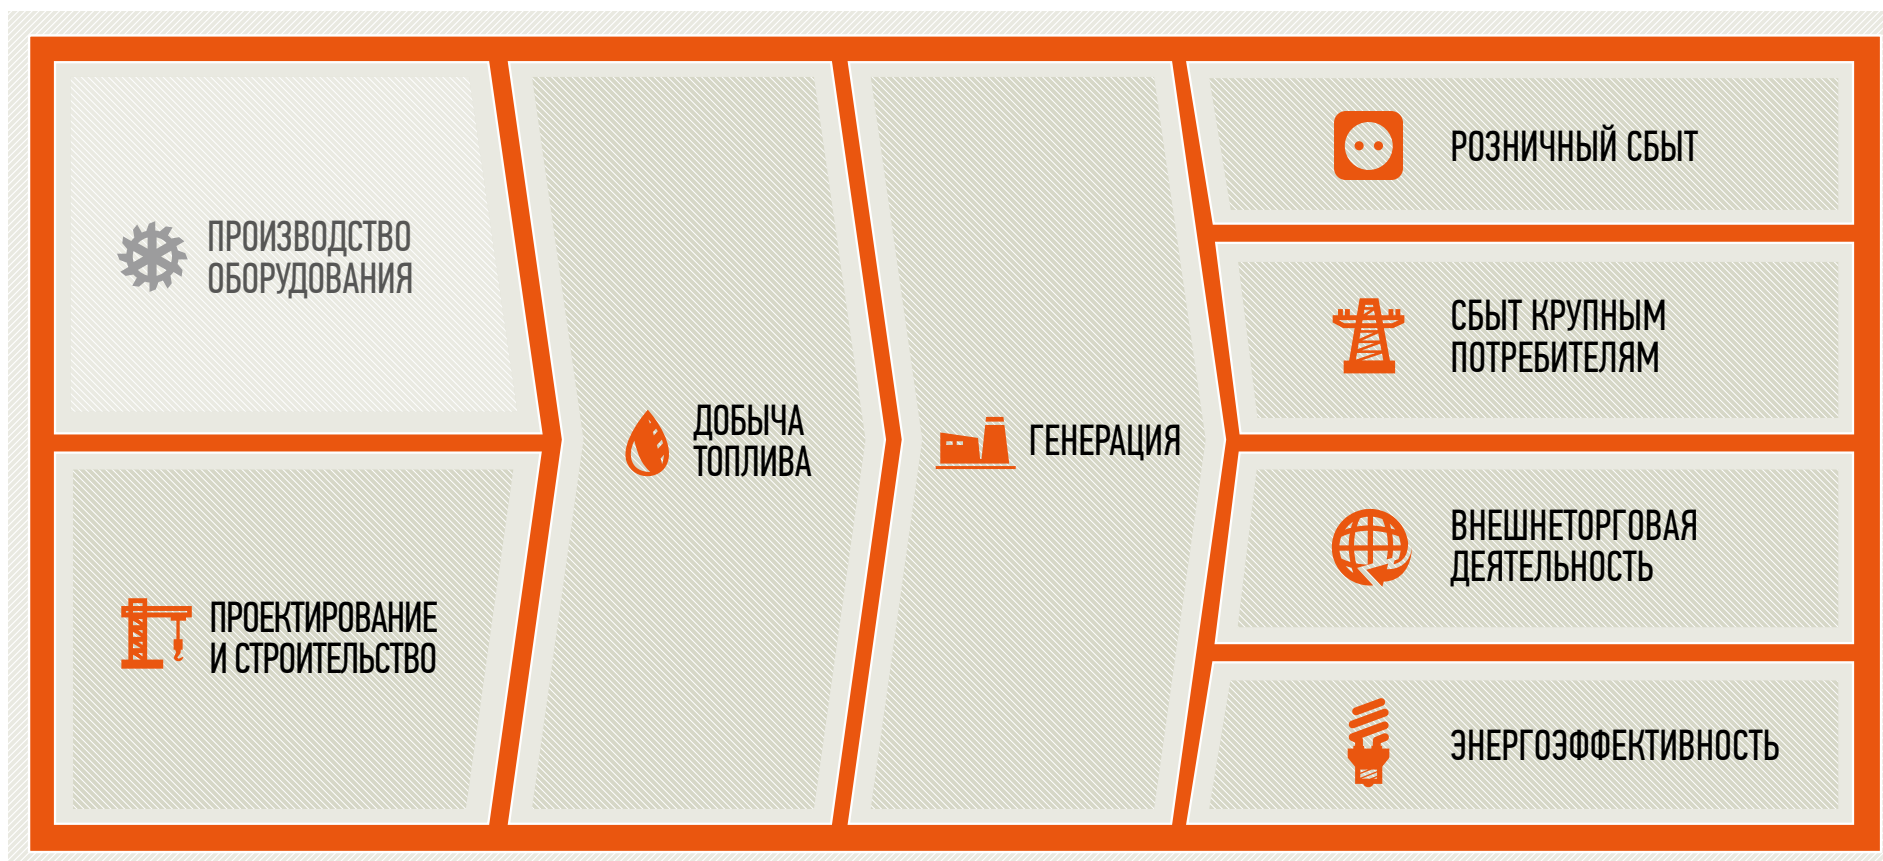 ПРОИЗВОДСТВО
ОБОРУДОВАНИЯ
ПРОЕКТИРОВАНИЕ
И СТРОИТЕЛЬСТВО
ДОБЫЧА
ТОПЛИВА
ГЕНЕРАЦИЯ
РОЗНИЧНЫЙ СБЫТ
СБЫТ КРУПНЫМ
ПОТРЕБИТЕЛЯМ
ВНЕШНЕТОРГОВАЯ
ДЕЯТЕЛЬНОСТЬ
ЭНЕРГОЭФФЕКТИВНОСТЬ